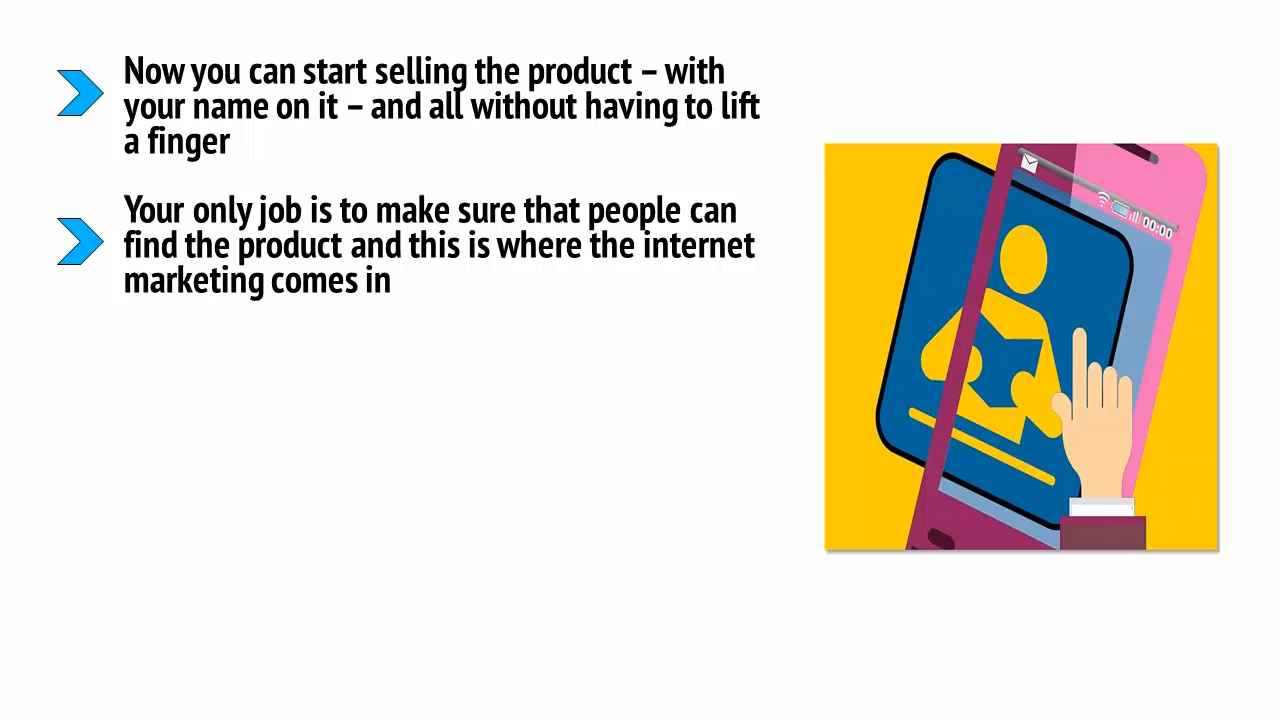 Now you can start selling the product – with
your name on it – and all without having to lift
a finger
Your only job is to make sure that people can
find the product and this is where the internet
marketing comes in
00:00